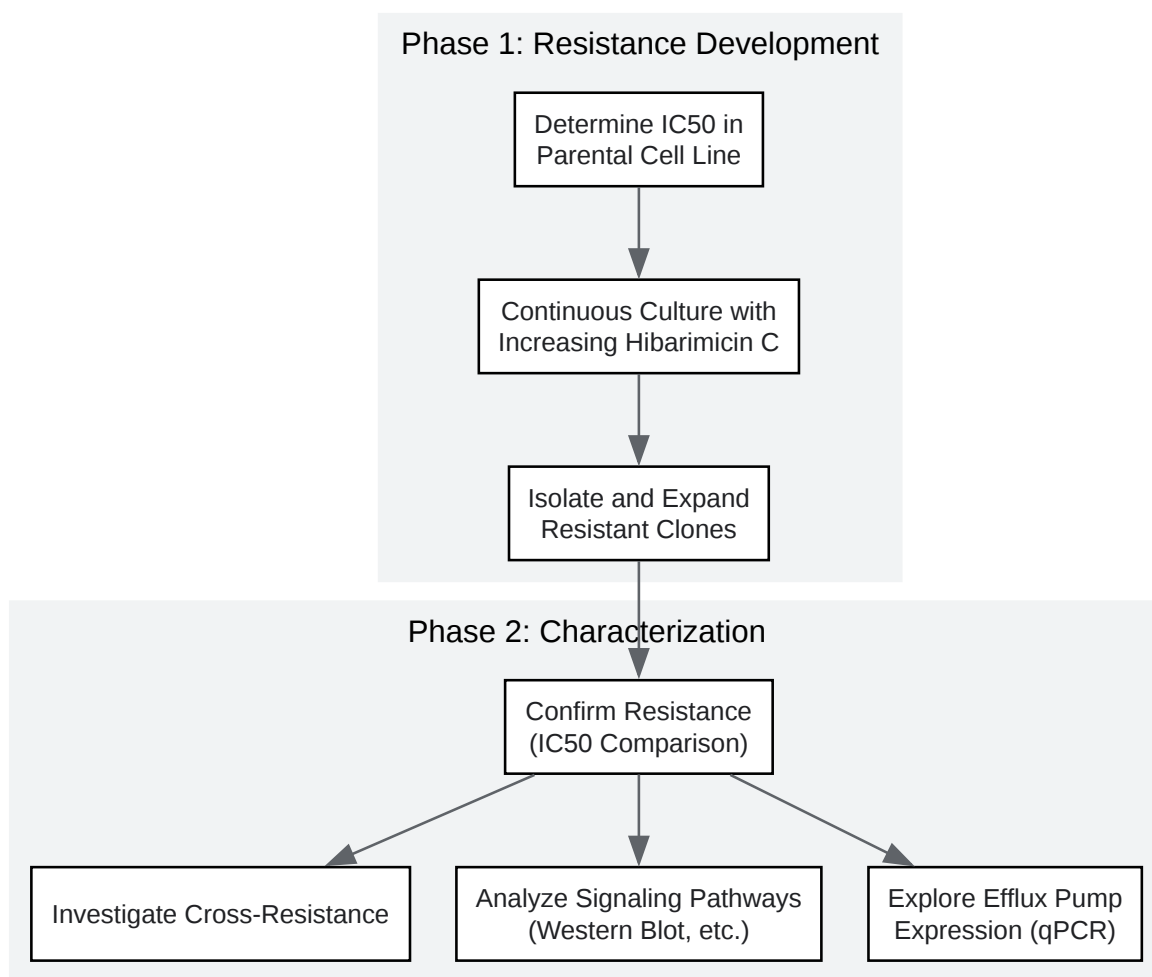 Phase 1: Resistance Development
Determine IC50 in
Parental Cell Line
Continuous Culture with
Increasing Hibarimicin C
Isolate and Expand
Resistant Clones
Phase 2: Characterization
Confirm Resistance
(IC50 Comparison)
Investigate Cross-Resistance
Analyze Signaling Pathways
(Western Blot, etc.)
Explore Efflux Pump
Expression (qPCR)